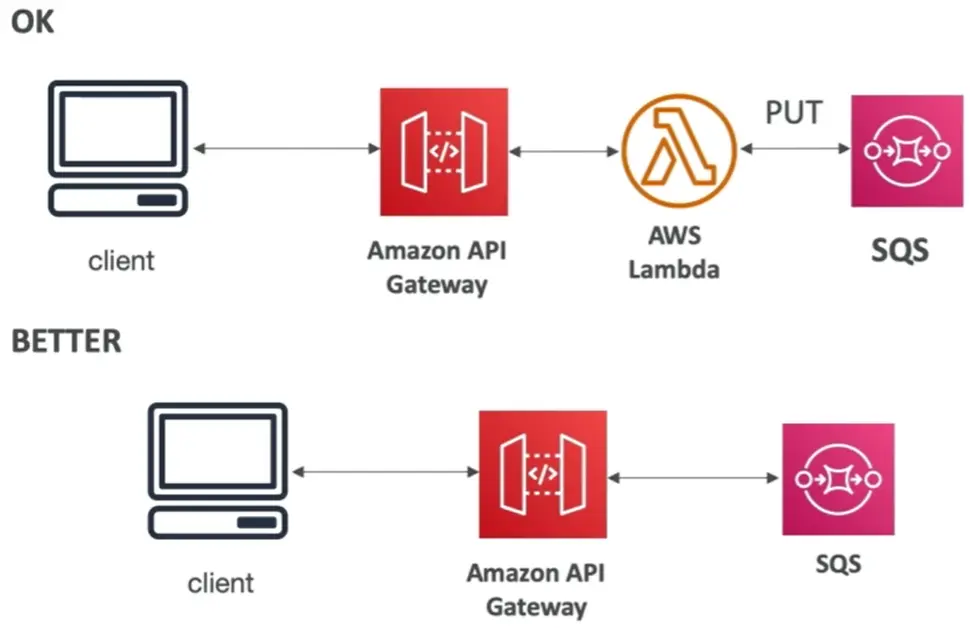 OK
PUT
</>
client
Amazon API
Gateway
AWS
Lambda
SQS
BETTER
</>
client
Amazon API
Gateway
SQS